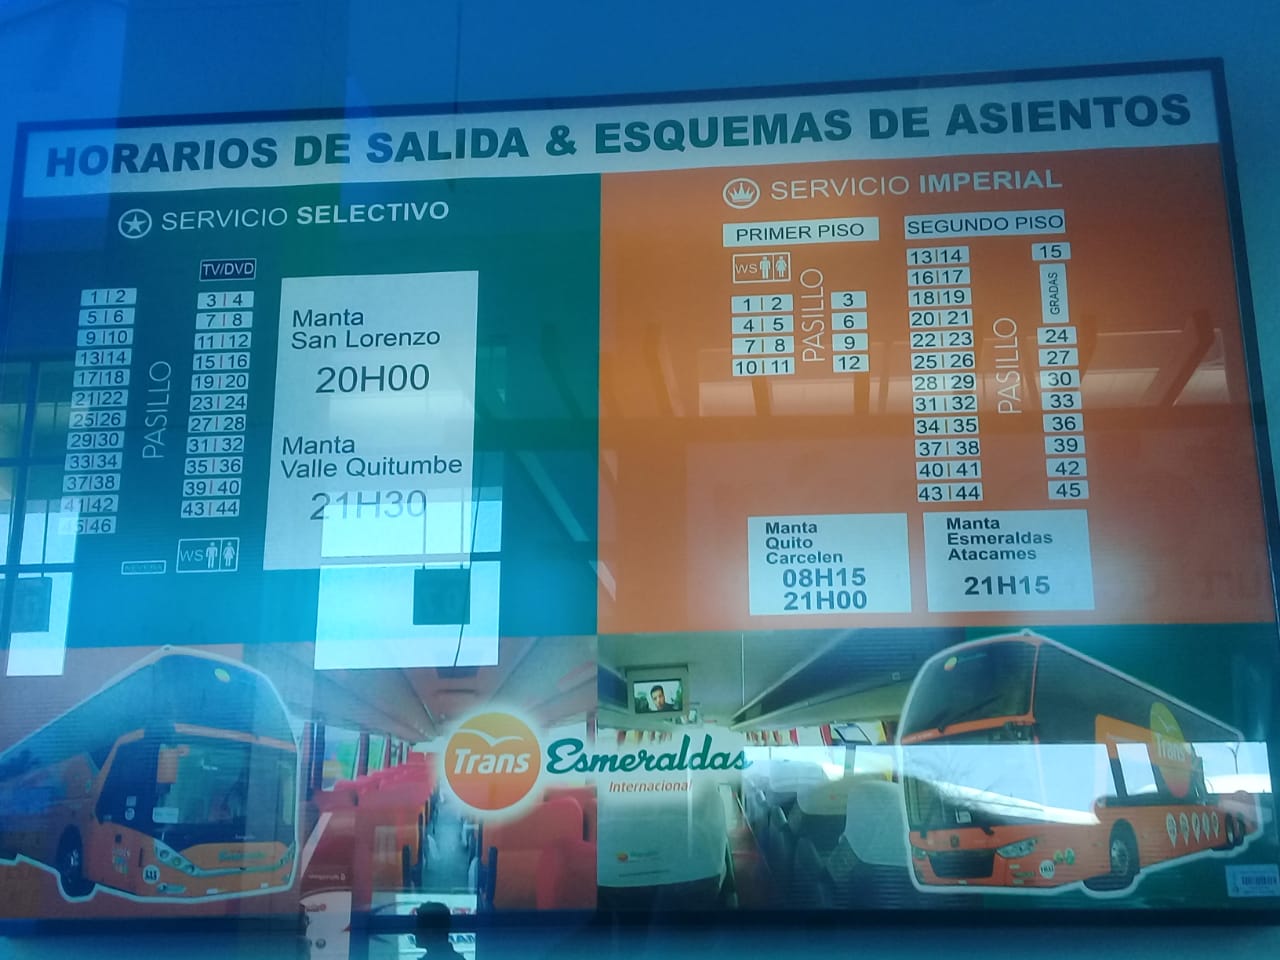 HORARIOS DE SALIDA & ESQUEMAS DE ASIENTOS
SERVICIO SELECTIVO
TV/DVD
1|2
5|6
9|10
13|14
17|18
21|22
25|26
29|30
33|34
37|38
41|42
45|46
PASILLO
3|4
7|8
11|12
15|16
19|20
23|24
27|28
31|32
35|36
39|40
43|44
NEVERA
WS
Manta
San Lorenzo
20H00
Manta
Valle Quitumbe
21H30
SERVICIO IMPERIAL
PRIMER PISO
WS
1|2
4|5
7|8
10|11
PASILLO
3
6
9
12
SEGUNDO PISO
13|14
16|17
18|19
20|21
22|23
25|26
28|29
31|32
34|35
37|38
40|41
43|44
PASILLO
15
GRADAS
24
27
30
33
36
39
42
45
Manta
Quito
Carcelen
08H15
21H00
Manta
Esmeraldas
Atacames
21H15
Trans Esmeraldas
Internacional
Trans